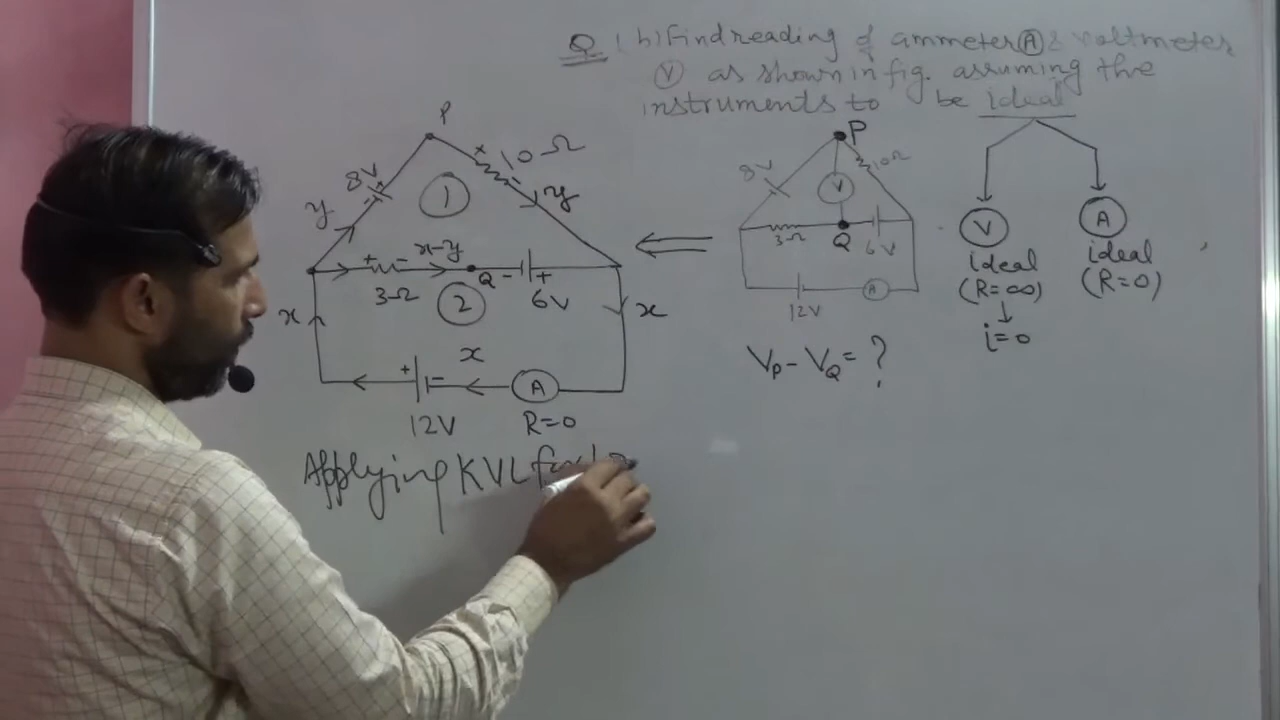 Q 1 b) Find reading of ammeter A & voltmeter
V as shown in fig. assuming the
instruments to be ideal
P
8V
+ - 10 Ω
y
1
y
x-y
+ -
3Ω
Q - +
6V
2
x
x
x
+ -
12V
A
R=0
P
8V
10Ω
V
3Ω
Q
6V
12V
A
V
ideal
(R=∞)
↓
i=0
A
ideal
(R=0)
Vp - VQ = ?
Applying KVL